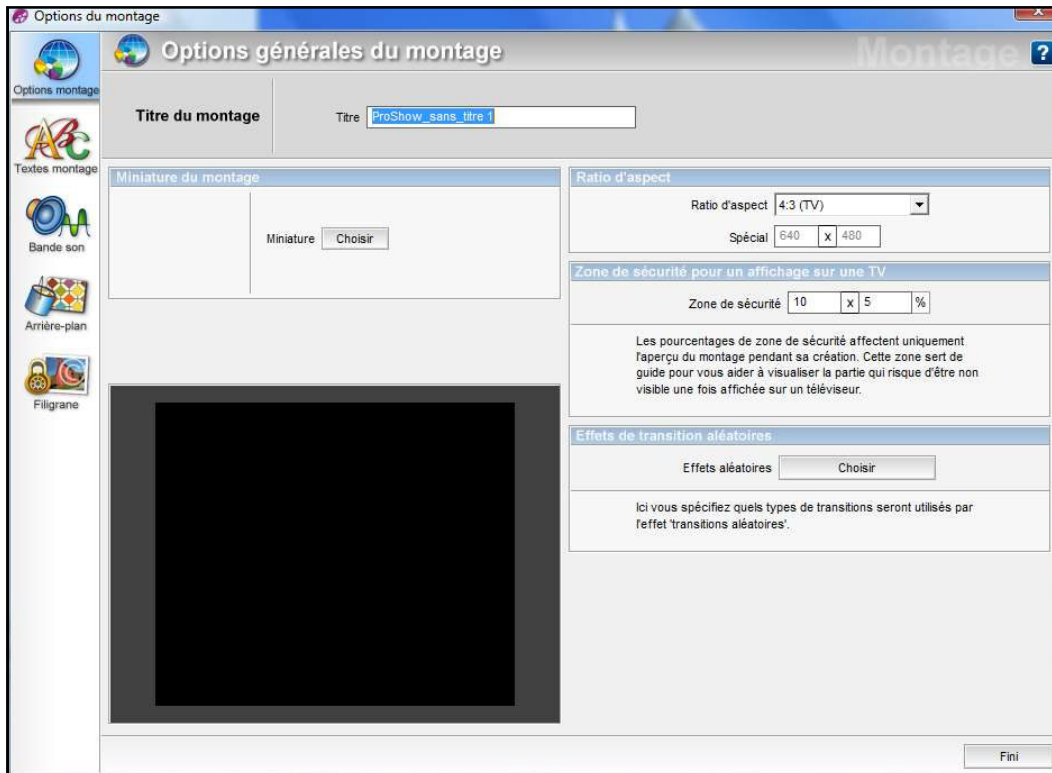 Options du montage
Options générales du montage
Montage
?
Options montage
Textes montage
Bande son
Arrière-plan
Filigrane
Titre du montage
Titre
ProShow_sans_titre 1
Miniature du montage
Miniature
Choisir
Ratio d'aspect
Ratio d'aspect
4:3 (TV)
Spécial 640 x 480
Zone de sécurité pour un affichage sur une TV
Zone de sécurité 10 x 5 %
Les pourcentages de zone de sécurité affectent uniquement
l'aperçu du montage pendant sa création. Cette zone sert de
guide pour vous aider à visualiser la partie qui risque d'être non
visible une fois affichée sur un téléviseur.
Effets de transition aléatoires
Effets aléatoires
Choisir
Ici vous spécifiez quels types de transitions seront utilisés par
l'effet 'transitions aléatoires'.
Fini